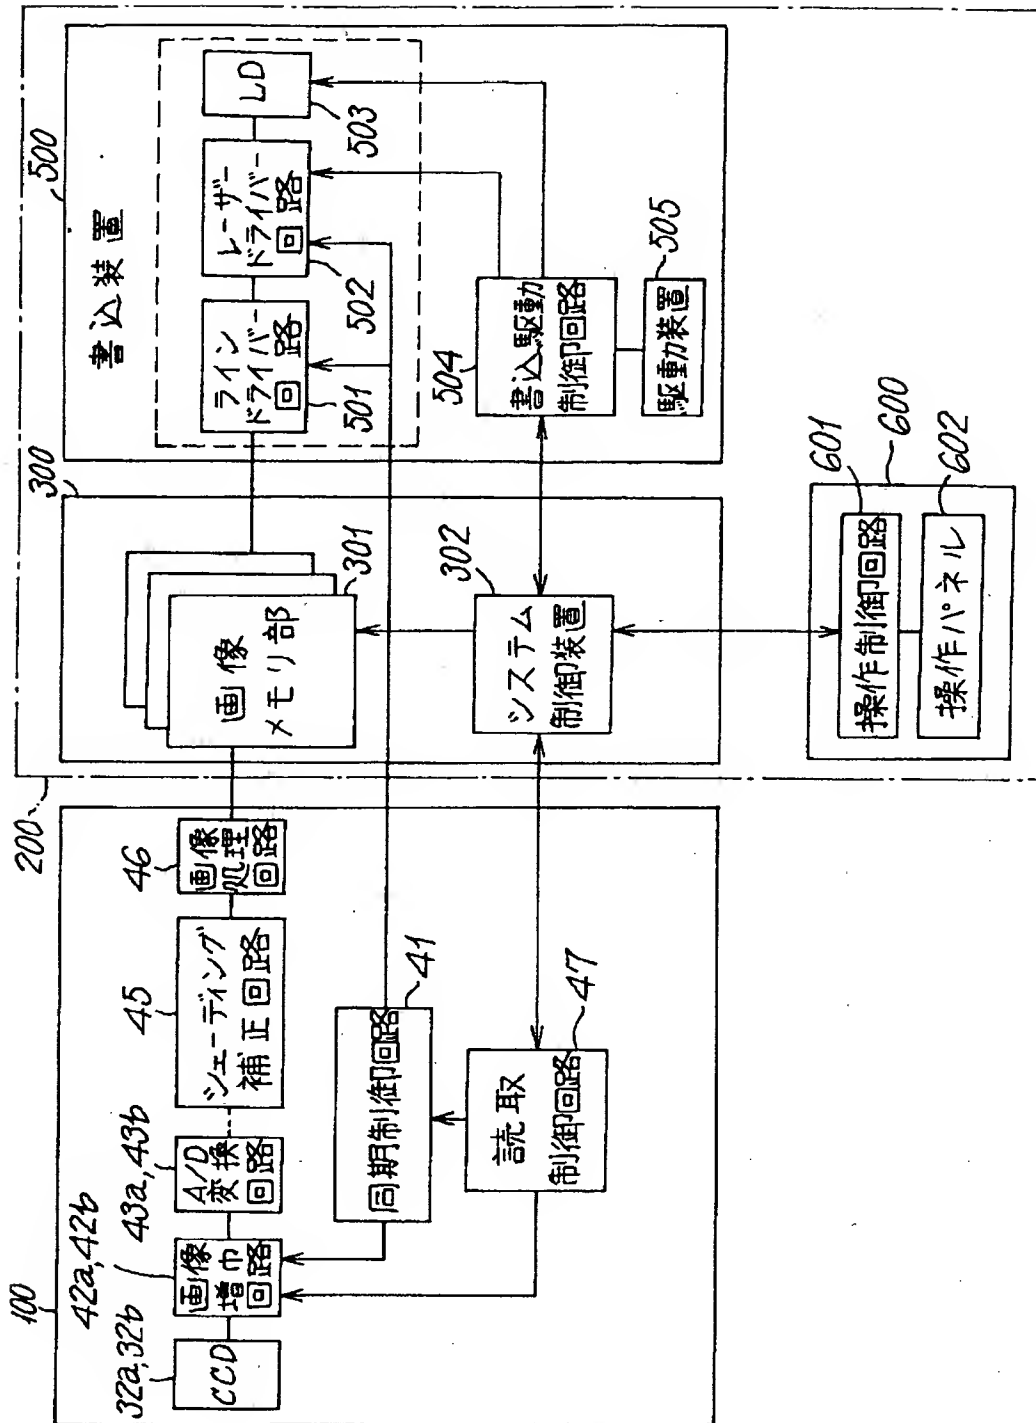 100
32a,32b
CCD
42a,42b
画像
増巾
回路
43a,43b
A/D
変換
回路
45
シェーディング
補正回路
46
画像
処理
回路
41
同期制御回路
47
読取
制御回路
200
300
301
画像
メモリ部
302
システム
制御装置
500
書込装置
ライン
ドライバー
回路
501
レーザー
ドライバー
回路
502
LD
503
504
書込駆動
制御回路
505
駆動装置
600
601
操作制御回路
602
操作パネル